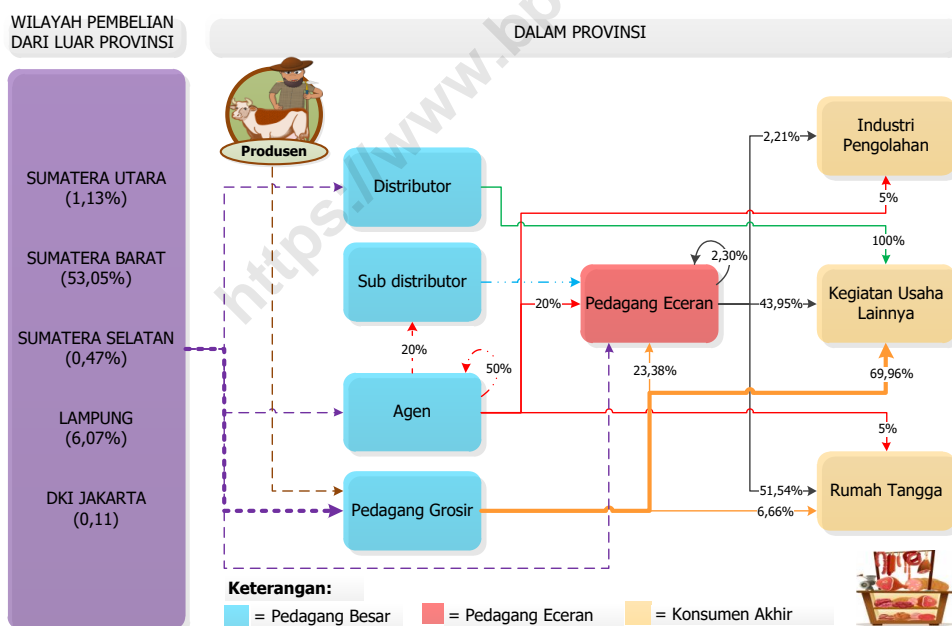 WILAYAH PEMBELIAN
DARI LUAR PROVINSI
DALAM PROVINSI
SUMATERA UTARA
(1,13%)
SUMATERA BARAT
(53,05%)
SUMATERA SELATAN
(0,47%)
LAMPUNG
(6,07%)
DKI JAKARTA
(0,11)
Produsen
Distributor
Sub distributor
20%
50%
Agen
Pedagang Grosir
20%
Pedagang Eceran
2,30%
23,38%
2,21%
43,95%
51,54%
6,66%
Industri
Pengolahan
5%
100%
Kegiatan Usaha
Lainnya
69,96%
5%
Rumah Tangga
Keterangan:
= Pedagang Besar
= Pedagang Eceran
= Konsumen Akhir
https://www.bp